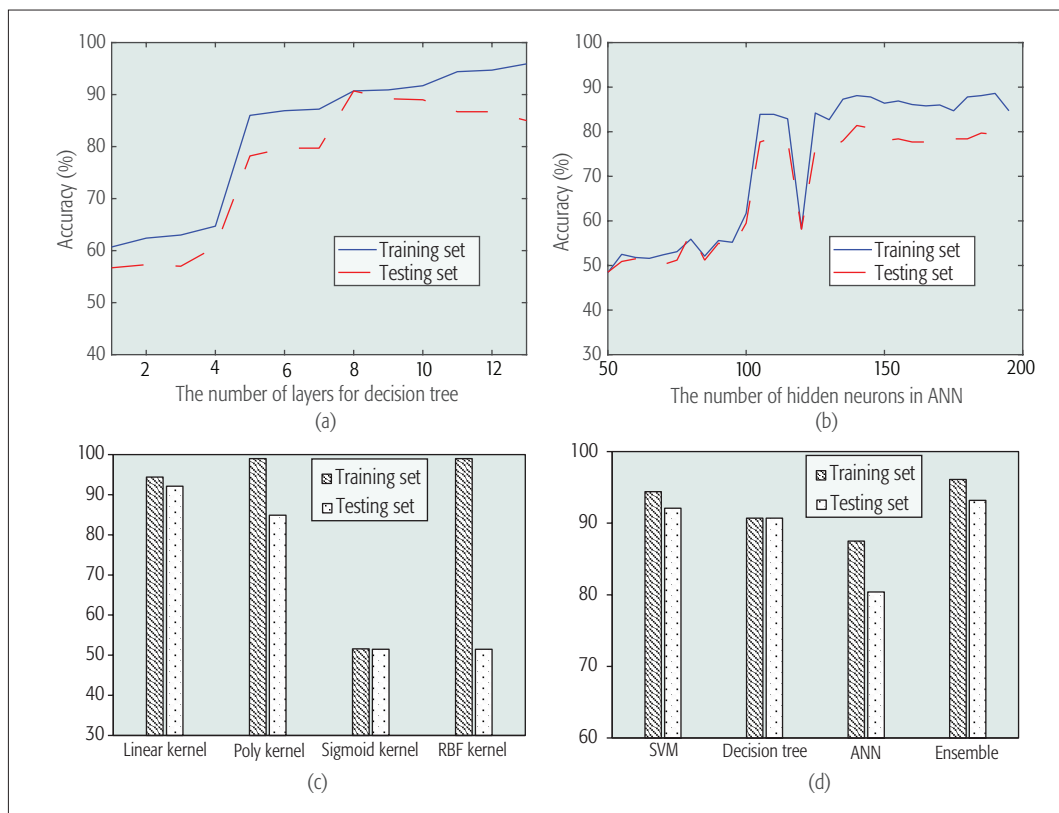 100
90
80
70
60
50
40
Accuracy (%)
Training set
Testing set
2 4 6 8 10 12
The number of layers for decision tree
(a)
100
90
80
70
60
50
40
30
Accuracy (%)
Training set
Testing set
50 100 150 200
The number of hidden neurons in ANN
(b)
100
90
80
70
60
50
40
30
Training set
Testing set
Linear kernel Poly kernel Sigmoid kernel RBF kernel
(c)
100
90
80
70
60
Training set
Testing set
SVM Decision tree ANN Ensemble
(d)